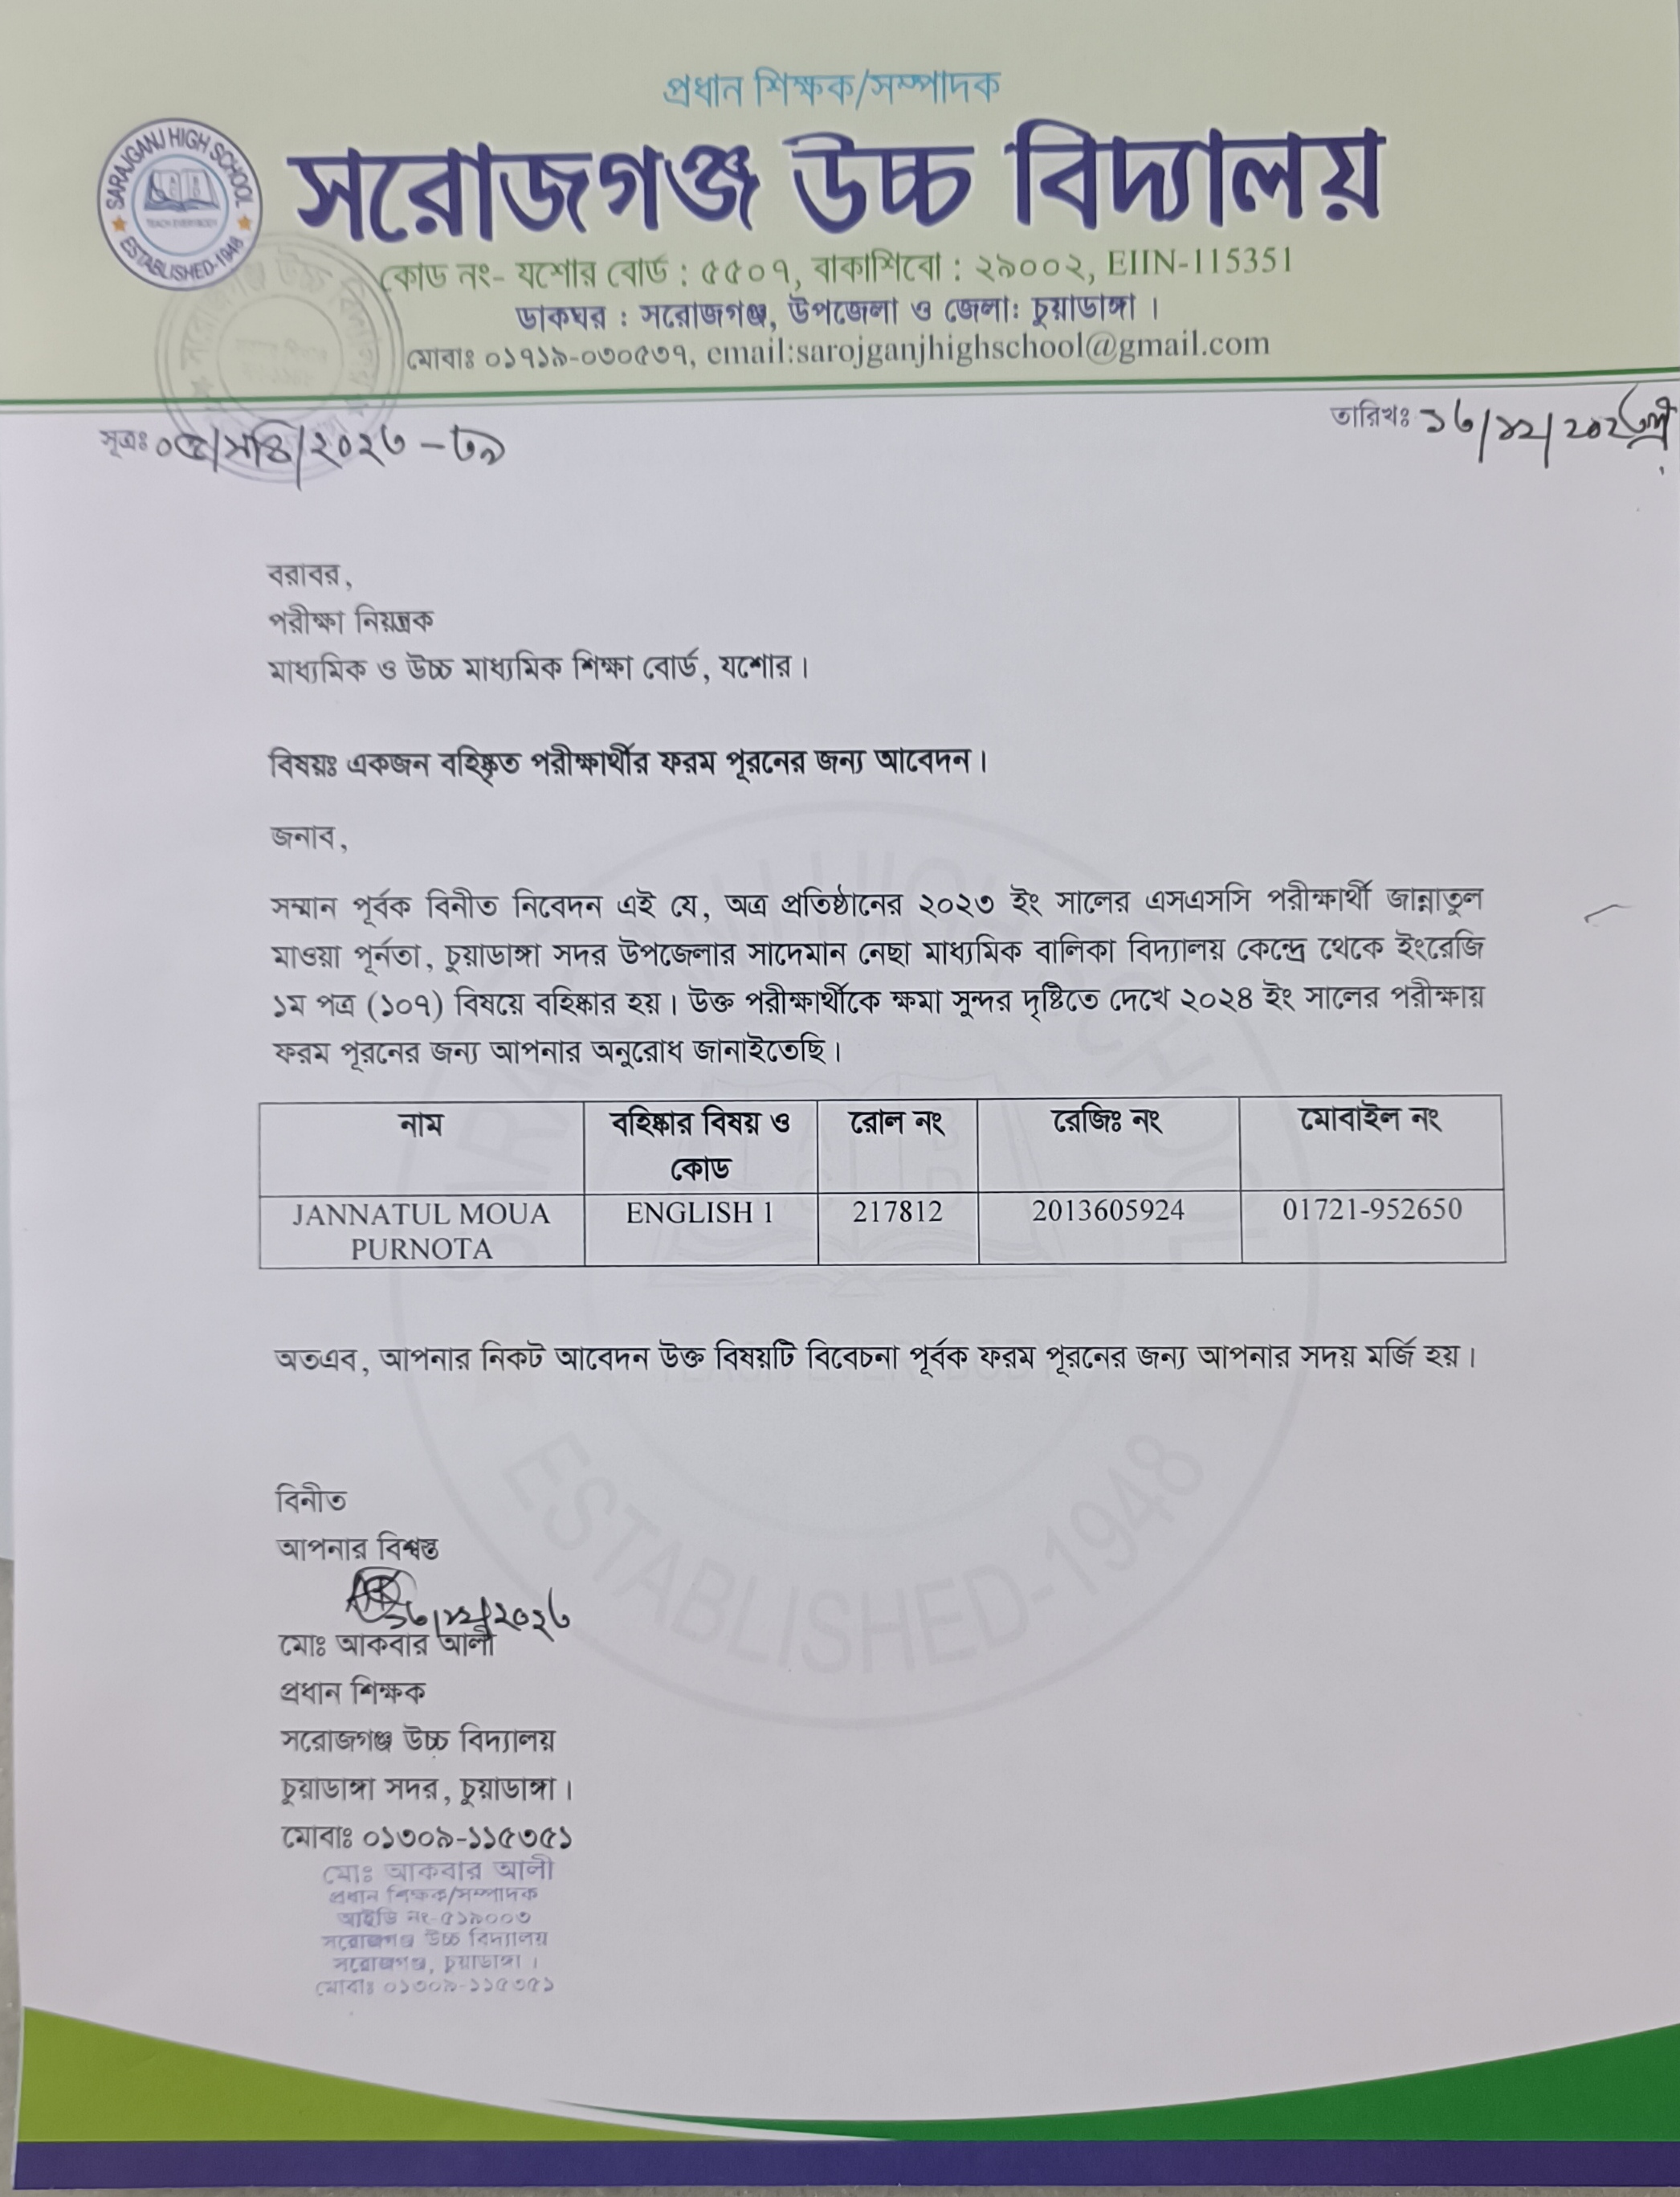 প্রধান শিক্ষক/সম্পাদক
SARAJGANJ HIGH SCHOOL
ESTABLISHED-1948
সরোজগঞ্জ উচ্চ বিদ্যালয়
কোড নং- যশোর বোর্ড : ৫৫০৭, বাকাশিবো : ২৯০০২, EIIN-115351
ডাকঘর : সরোজগঞ্জ, উপজেলা ও জেলাঃ চুয়াডাঙ্গা।
মোবাঃ ০১৭১৯-০৩০৫৩৭, email:sarojganjhighschool@gmail.com
সূত্রঃ
তারিখঃ ১৩/১২/২০২৩
বরাবর,
পরীক্ষা নিয়ন্ত্রক
মাধ্যমিক ও উচ্চ মাধ্যমিক শিক্ষা বোর্ড, যশোর।
বিষয়ঃ একজন বহিষ্কৃত পরীক্ষার্থীর ফরম পূরনের জন্য আবেদন।
জনাব,
সম্মান পূর্বক বিনীত নিবেদন এই যে, অত্র প্রতিষ্ঠানের ২০২৩ ইং সালের এসএসসি পরীক্ষার্থী জান্নাতুল
মাওয়া পূর্নতা, চুয়াডাঙ্গা সদর উপজেলার সাদেমান নেছা মাধ্যমিক বালিকা বিদ্যালয় কেন্দ্রে থেকে ইংরেজি
১ম পত্র (১০৭) বিষয়ে বহিষ্কার হয়। উক্ত পরীক্ষার্থীকে ক্ষমা সুন্দর দৃষ্টিতে দেখে ২০২৪ ইং সালের পরীক্ষায়
ফরম পূরনের জন্য আপনার অনুরোধ জানাইতেছি।
নাম বহিষ্কার বিষয় ও কোড রোল নং রেজিঃ নং মোবাইল নং
JANNATUL MOUA PURNOTA ENGLISH 1 217812 2013605924 01721-952650
অতএব, আপনার নিকট আবেদন উক্ত বিষয়টি বিবেচনা পূর্বক ফরম পূরনের জন্য আপনার সদয় মর্জি হয়।
বিনীত
আপনার বিশ্বস্ত
১৩/১২/২০২৩
মোঃ আকবার আলী
প্রধান শিক্ষক
সরোজগঞ্জ উচ্চ বিদ্যালয়
চুয়াডাঙ্গা সদর, চুয়াডাঙ্গা।
মোবাঃ ০১৩০৯-১১৫৩৫১
মোঃ আকবার আলী
প্রধান শিক্ষক/সম্পাদক
আইডি নং-৫১৯০০৩
সরোজগঞ্জ উচ্চ বিদ্যালয়
সরোজগঞ্জ, চুয়াডাঙ্গা।
মোবাঃ ০১৩০৯-১১৫৩৫১